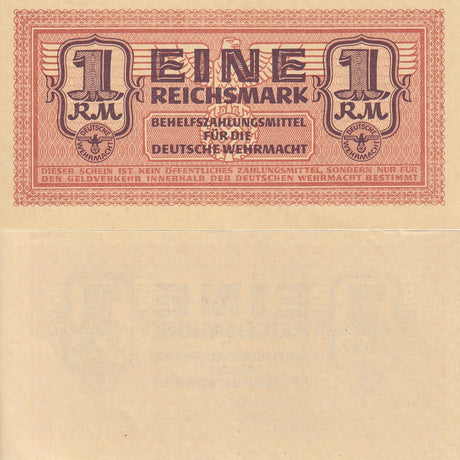 1 EINE 1
RM REICHSMARK RM
BEHELFSZAHLUNGSMITTEL
FÜR DIE
DEUTSCHE WEHRMACHT
DEUTSCHE WEHRMACHT
DEUTSCHE WEHRMACHT
DIESER SCHEIN IST KEIN ÖFFENTLICHES ZAHLUNGSMITTEL, SONDERN NUR FÜR
DEN GELDVERKEHR INNERHALB DER DEUTSCHEN WEHRMACHT BESTIMMT